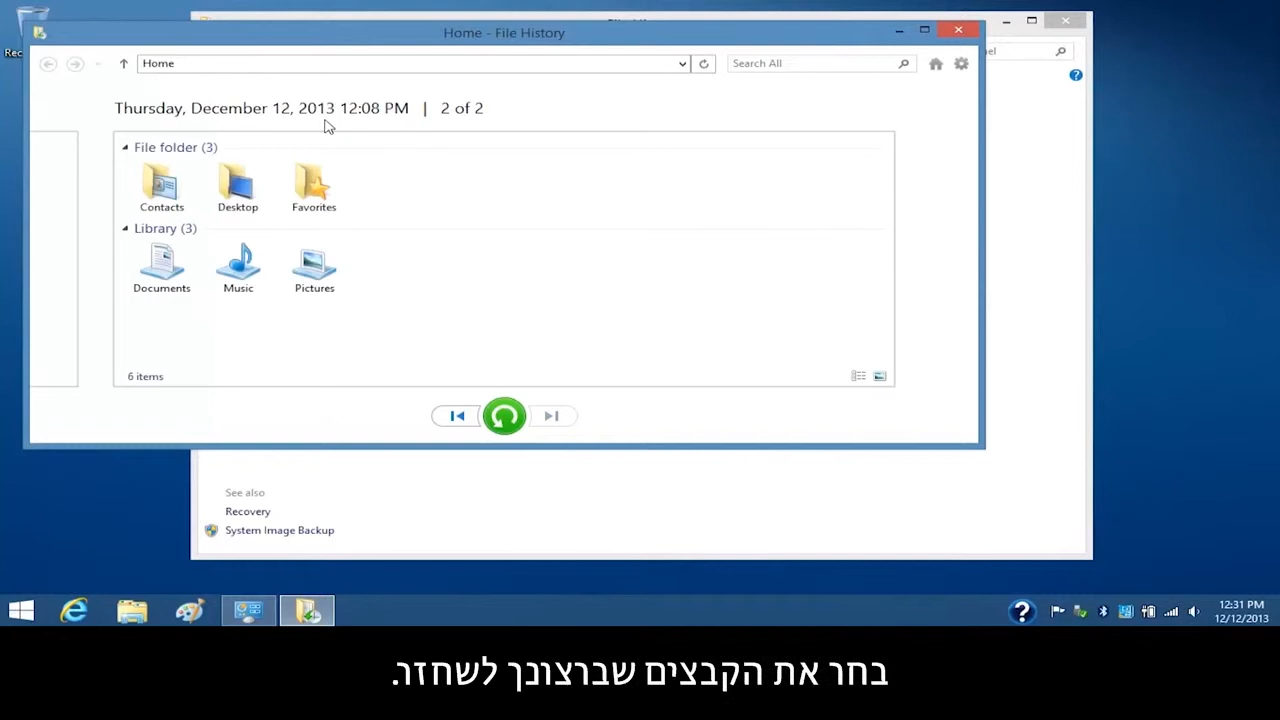 Rec
Home - File History
Home
Search All
nel
Thursday, December 12, 2013 12:08 PM | 2 of 2
File folder (3)
Contacts
Desktop
Favorites
Library (3)
Documents
Music
Pictures
6 items
See also
Recovery
System Image Backup
12:31 PM
12/12/2013
בחר את הקבצים שברצונך לשחזר.